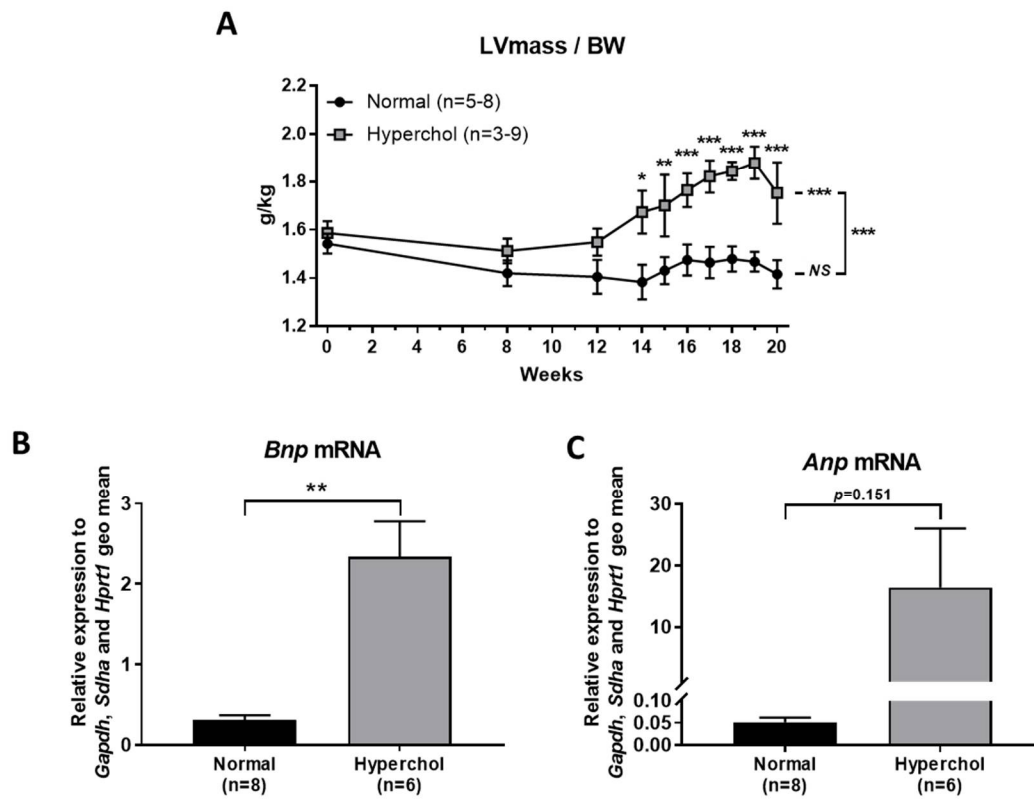 A
LVmass / BW
2.2
2.0
1.8
1.6
1.4
1.2
g/kg
Normal (n=5-8)
Hyperchol (n=3-9)
* ** *** *** *** *** ***
***
NS
***
0 2 4 6 8 10 12 14 16 18 20
Weeks
B
Bnp mRNA
Relative expression to
Gapdh, Sdha and Hprt1 geo mean
3
2
1
0
**
Normal
(n=8)
Hyperchol
(n=6)
C
Anp mRNA
Relative expression to
Gapdh, Sdha and Hprt1 geo mean
30
20
10
0.10
0.05
0.00
p=0.151
Normal
(n=8)
Hyperchol
(n=6)